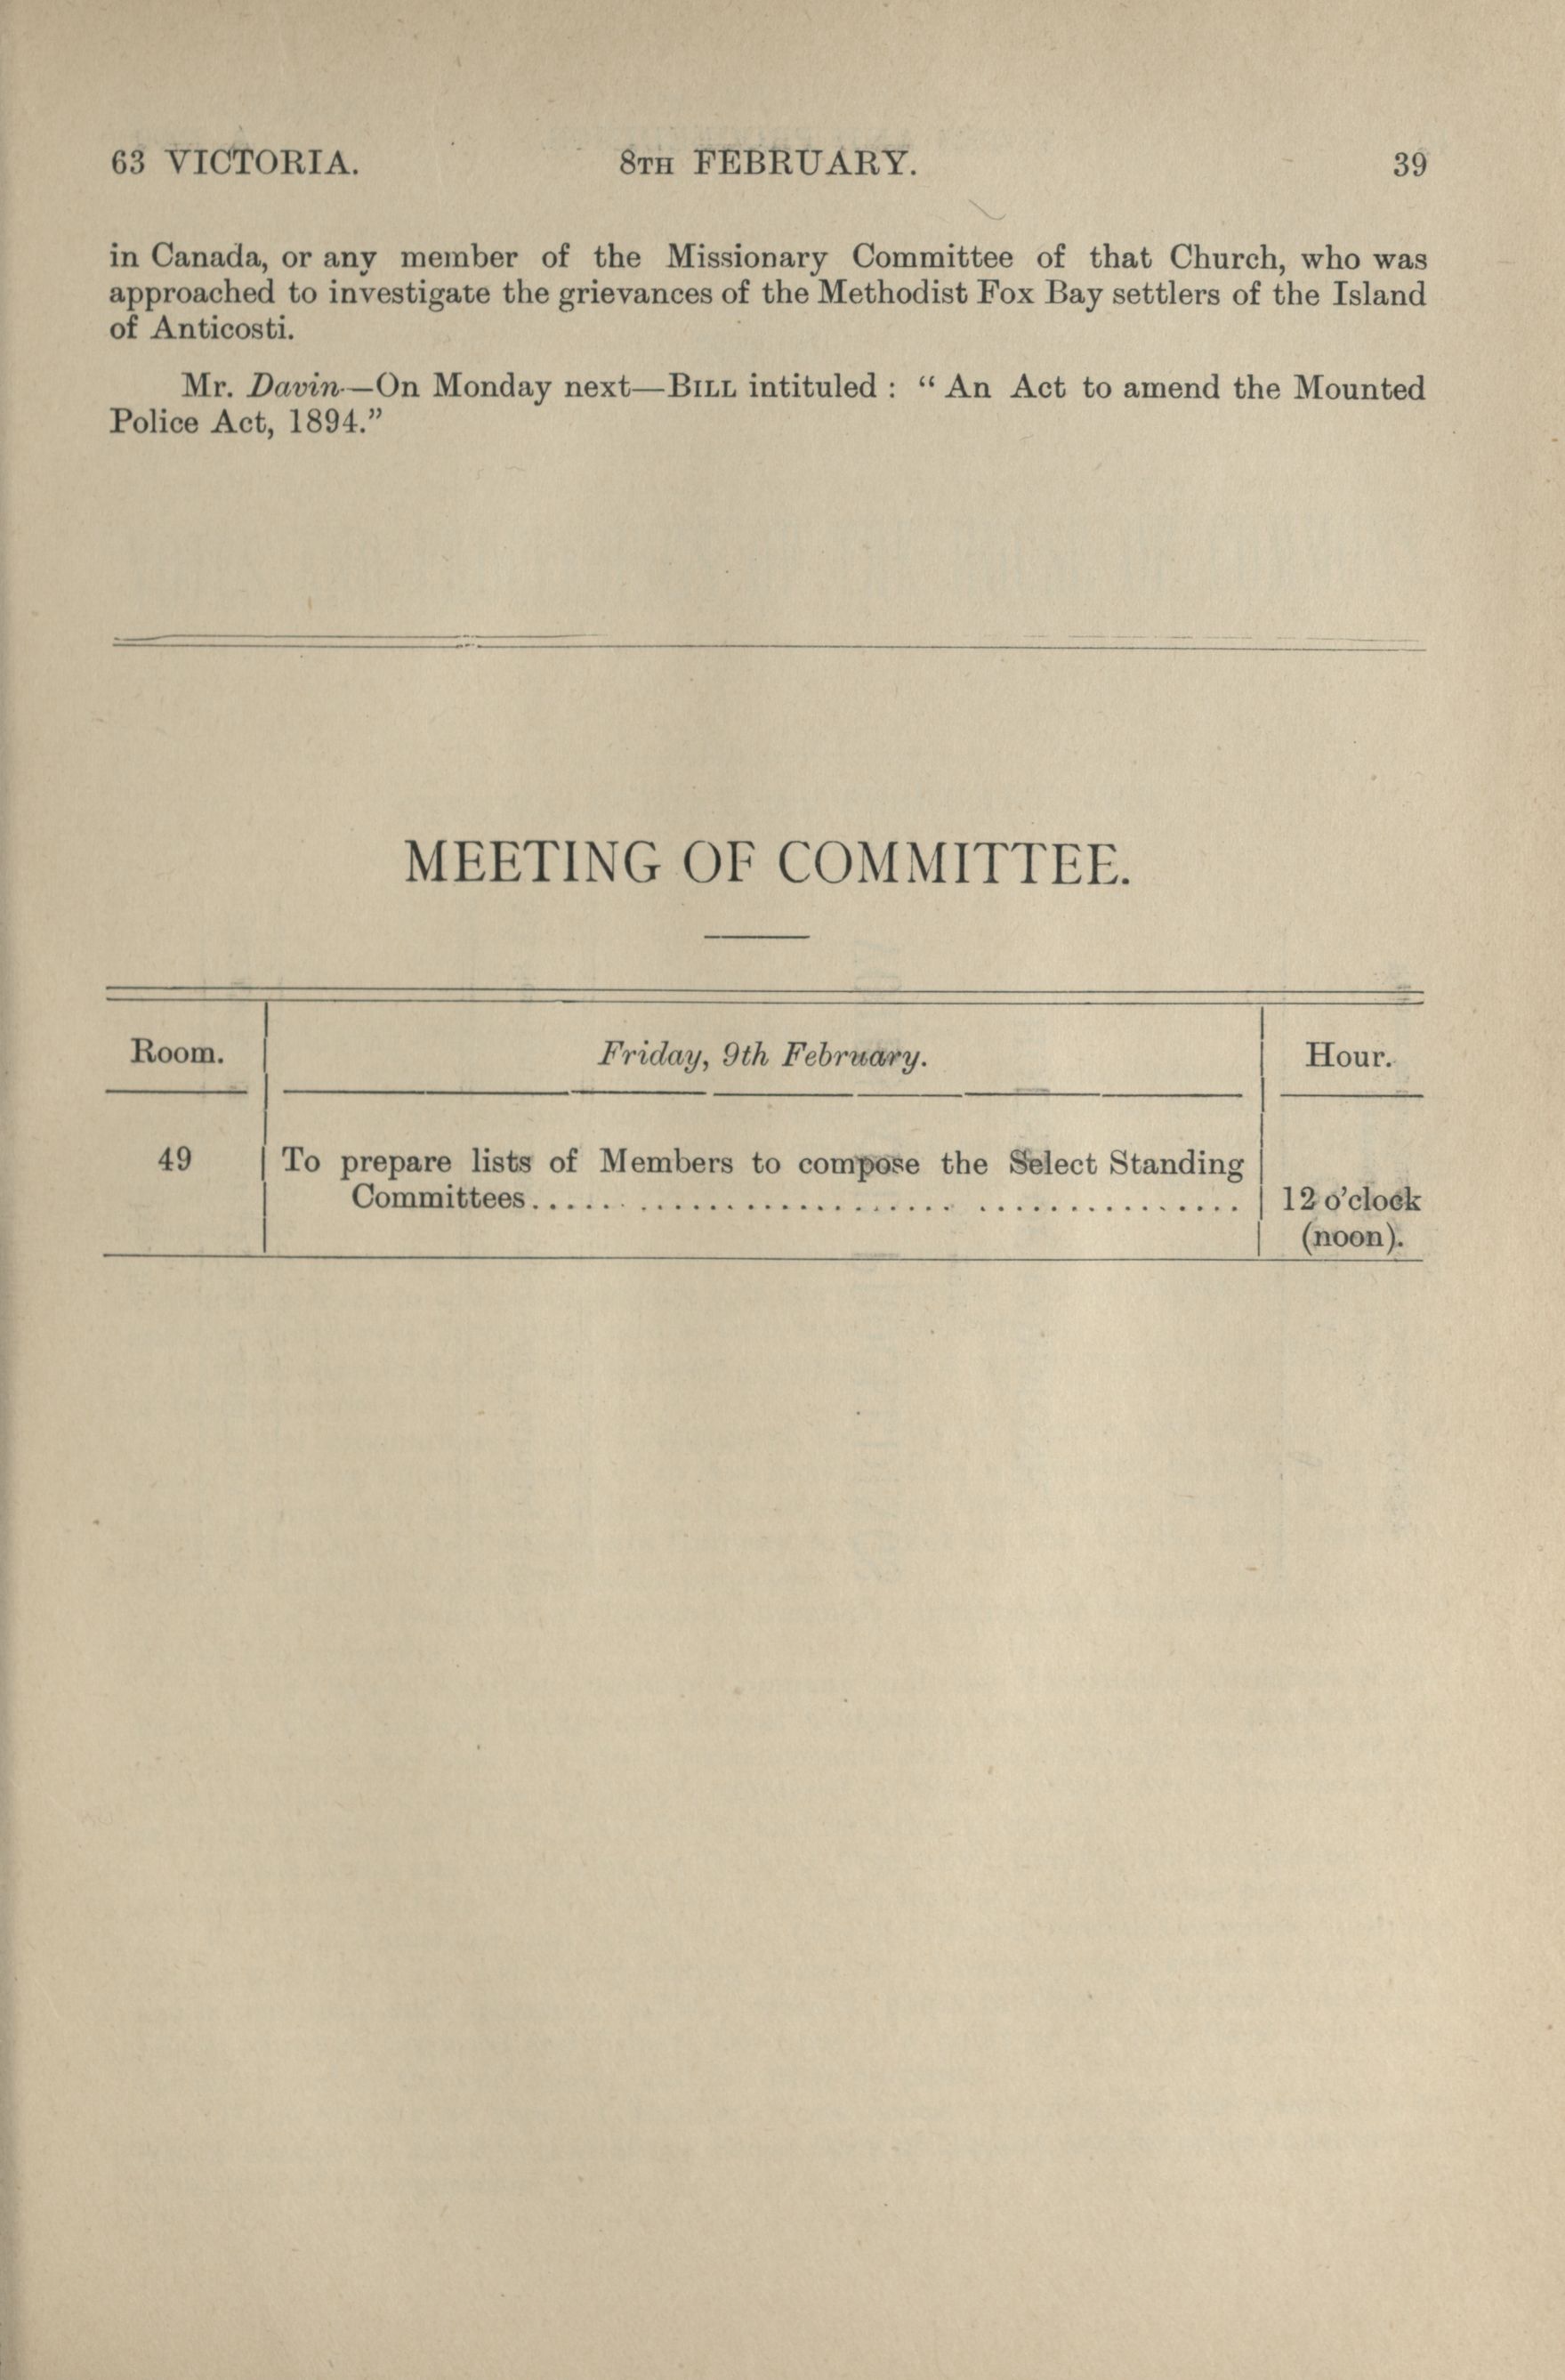 63 VICTORIA. 8TH FEBRUARY. 39
in Canada, or any member of the Missionary Committee of that Church, who was
approached to investigate the grievances of the Methodist Fox Bay settlers of the Island
of Anticosti.
Mr. Davin—On Monday next—BILL intituled : “ An Act to amend the Mounted
Police Act, 1894.”
MEETING OF COMMITTEE.
Room. Friday, 9th February. Hour.
49 To prepare lists of Members to compose the Select Standing
Committees........................................................ 12 o'clock
(noon).